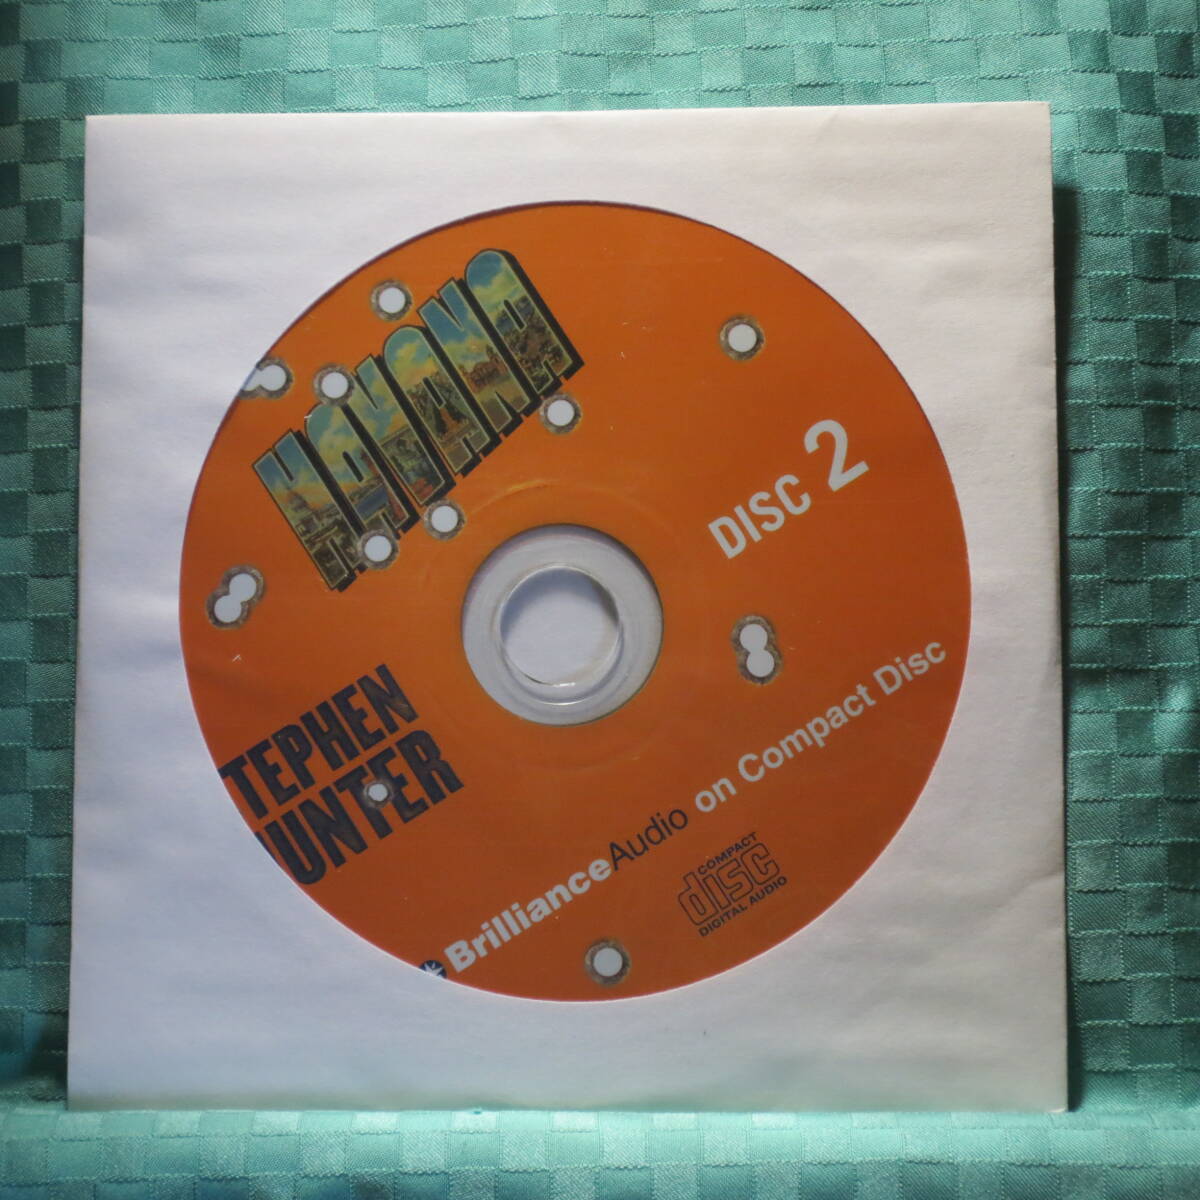 HAVANA
DISC 2
TEPHEN
UNTER
BrillianceAudio on Compact Disc
COMPACT
disc
DIGITAL AUDIO